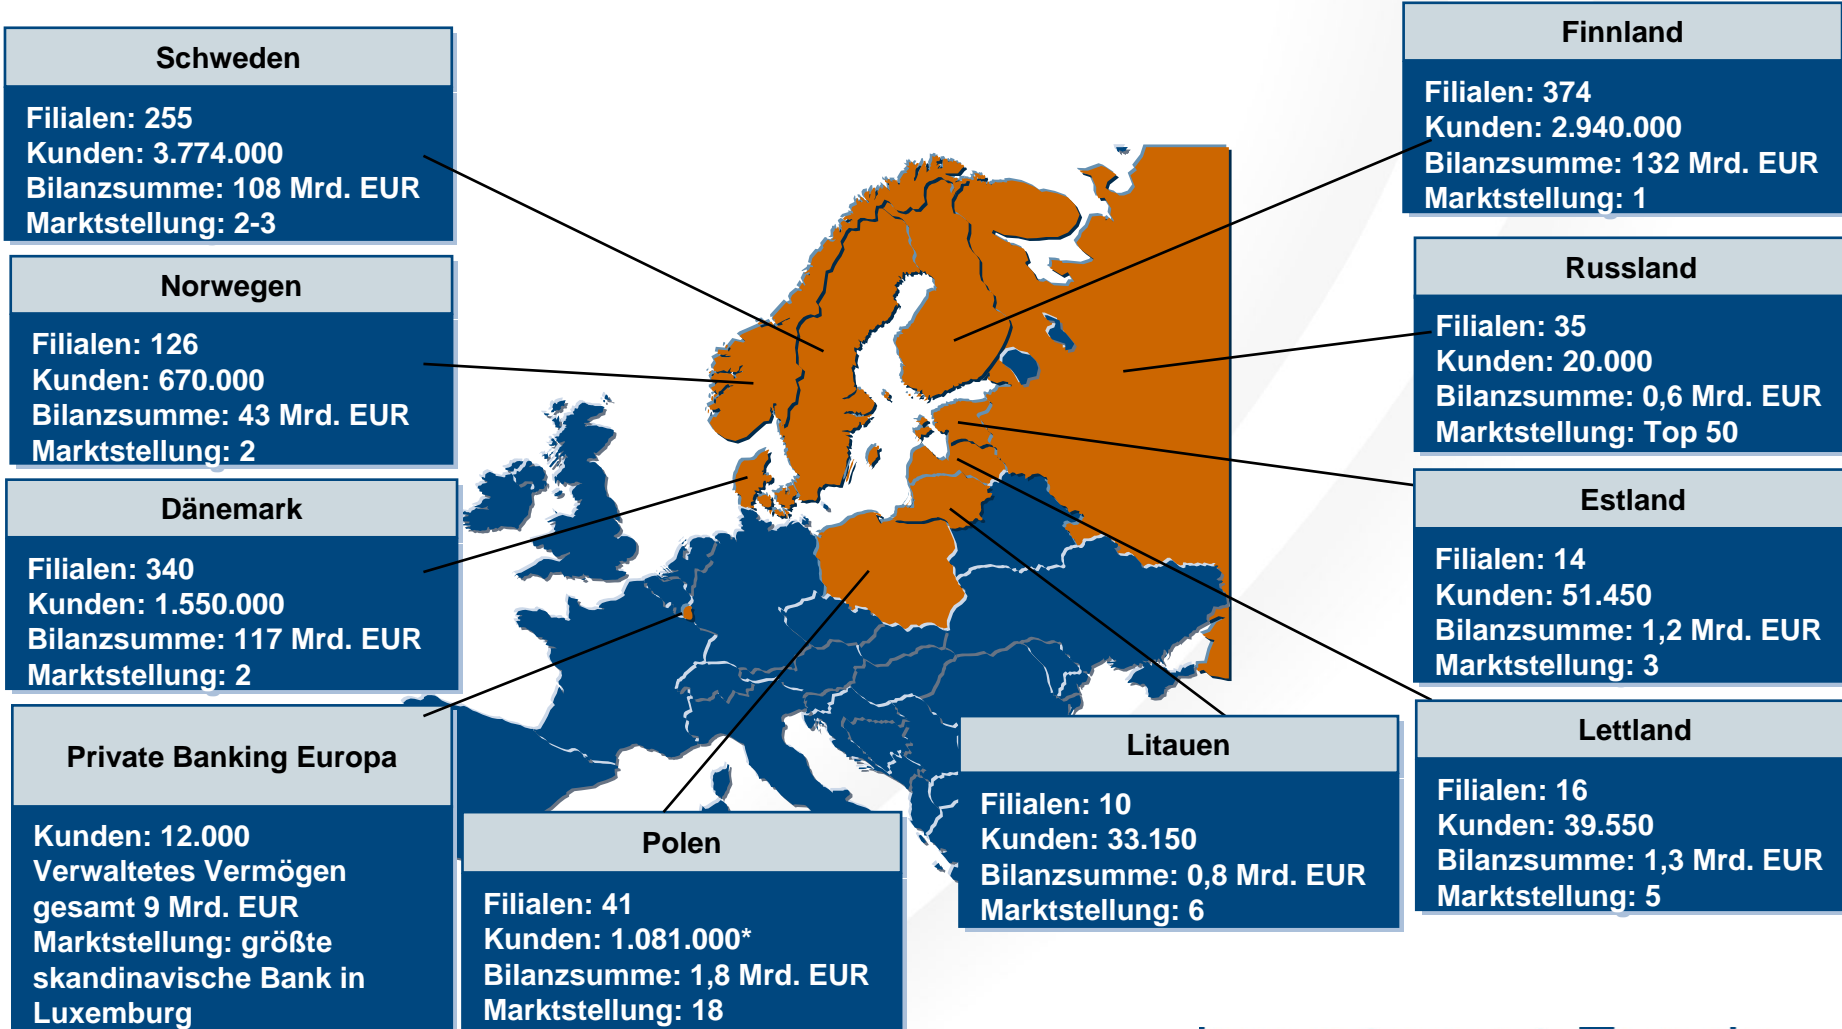 Schweden
Filialen: 255
Kunden: 3.774.000
Bilanzsumme: 108 Mrd. EUR
Marktstellung: 2-3
Norwegen
Filialen: 126
Kunden: 670.000
Bilanzsumme: 43 Mrd. EUR
Marktstellung: 2
Dänemark
Filialen: 340
Kunden: 1.550.000
Bilanzsumme: 117 Mrd. EUR
Marktstellung: 2
Private Banking Europa
Kunden: 12.000
Verwaltetes Vermögen
gesamt 9 Mrd. EUR
Marktstellung: größte
skandinavische Bank in
Luxemburg
Polen
Filialen: 41
Kunden: 1.081.000*
Bilanzsumme: 1,8 Mrd. EUR
Marktstellung: 18
Litauen
Filialen: 10
Kunden: 33.150
Bilanzsumme: 0,8 Mrd. EUR
Marktstellung: 6
Finnland
Filialen: 374
Kunden: 2.940.000
Bilanzsumme: 132 Mrd. EUR
Marktstellung: 1
Russland
Filialen: 35
Kunden: 20.000
Bilanzsumme: 0,6 Mrd. EUR
Marktstellung: Top 50
Estland
Filialen: 14
Kunden: 51.450
Bilanzsumme: 1,2 Mrd. EUR
Marktstellung: 3
Lettland
Filialen: 16
Kunden: 39.550
Bilanzsumme: 1,3 Mrd. EUR
Marktstellung: 5